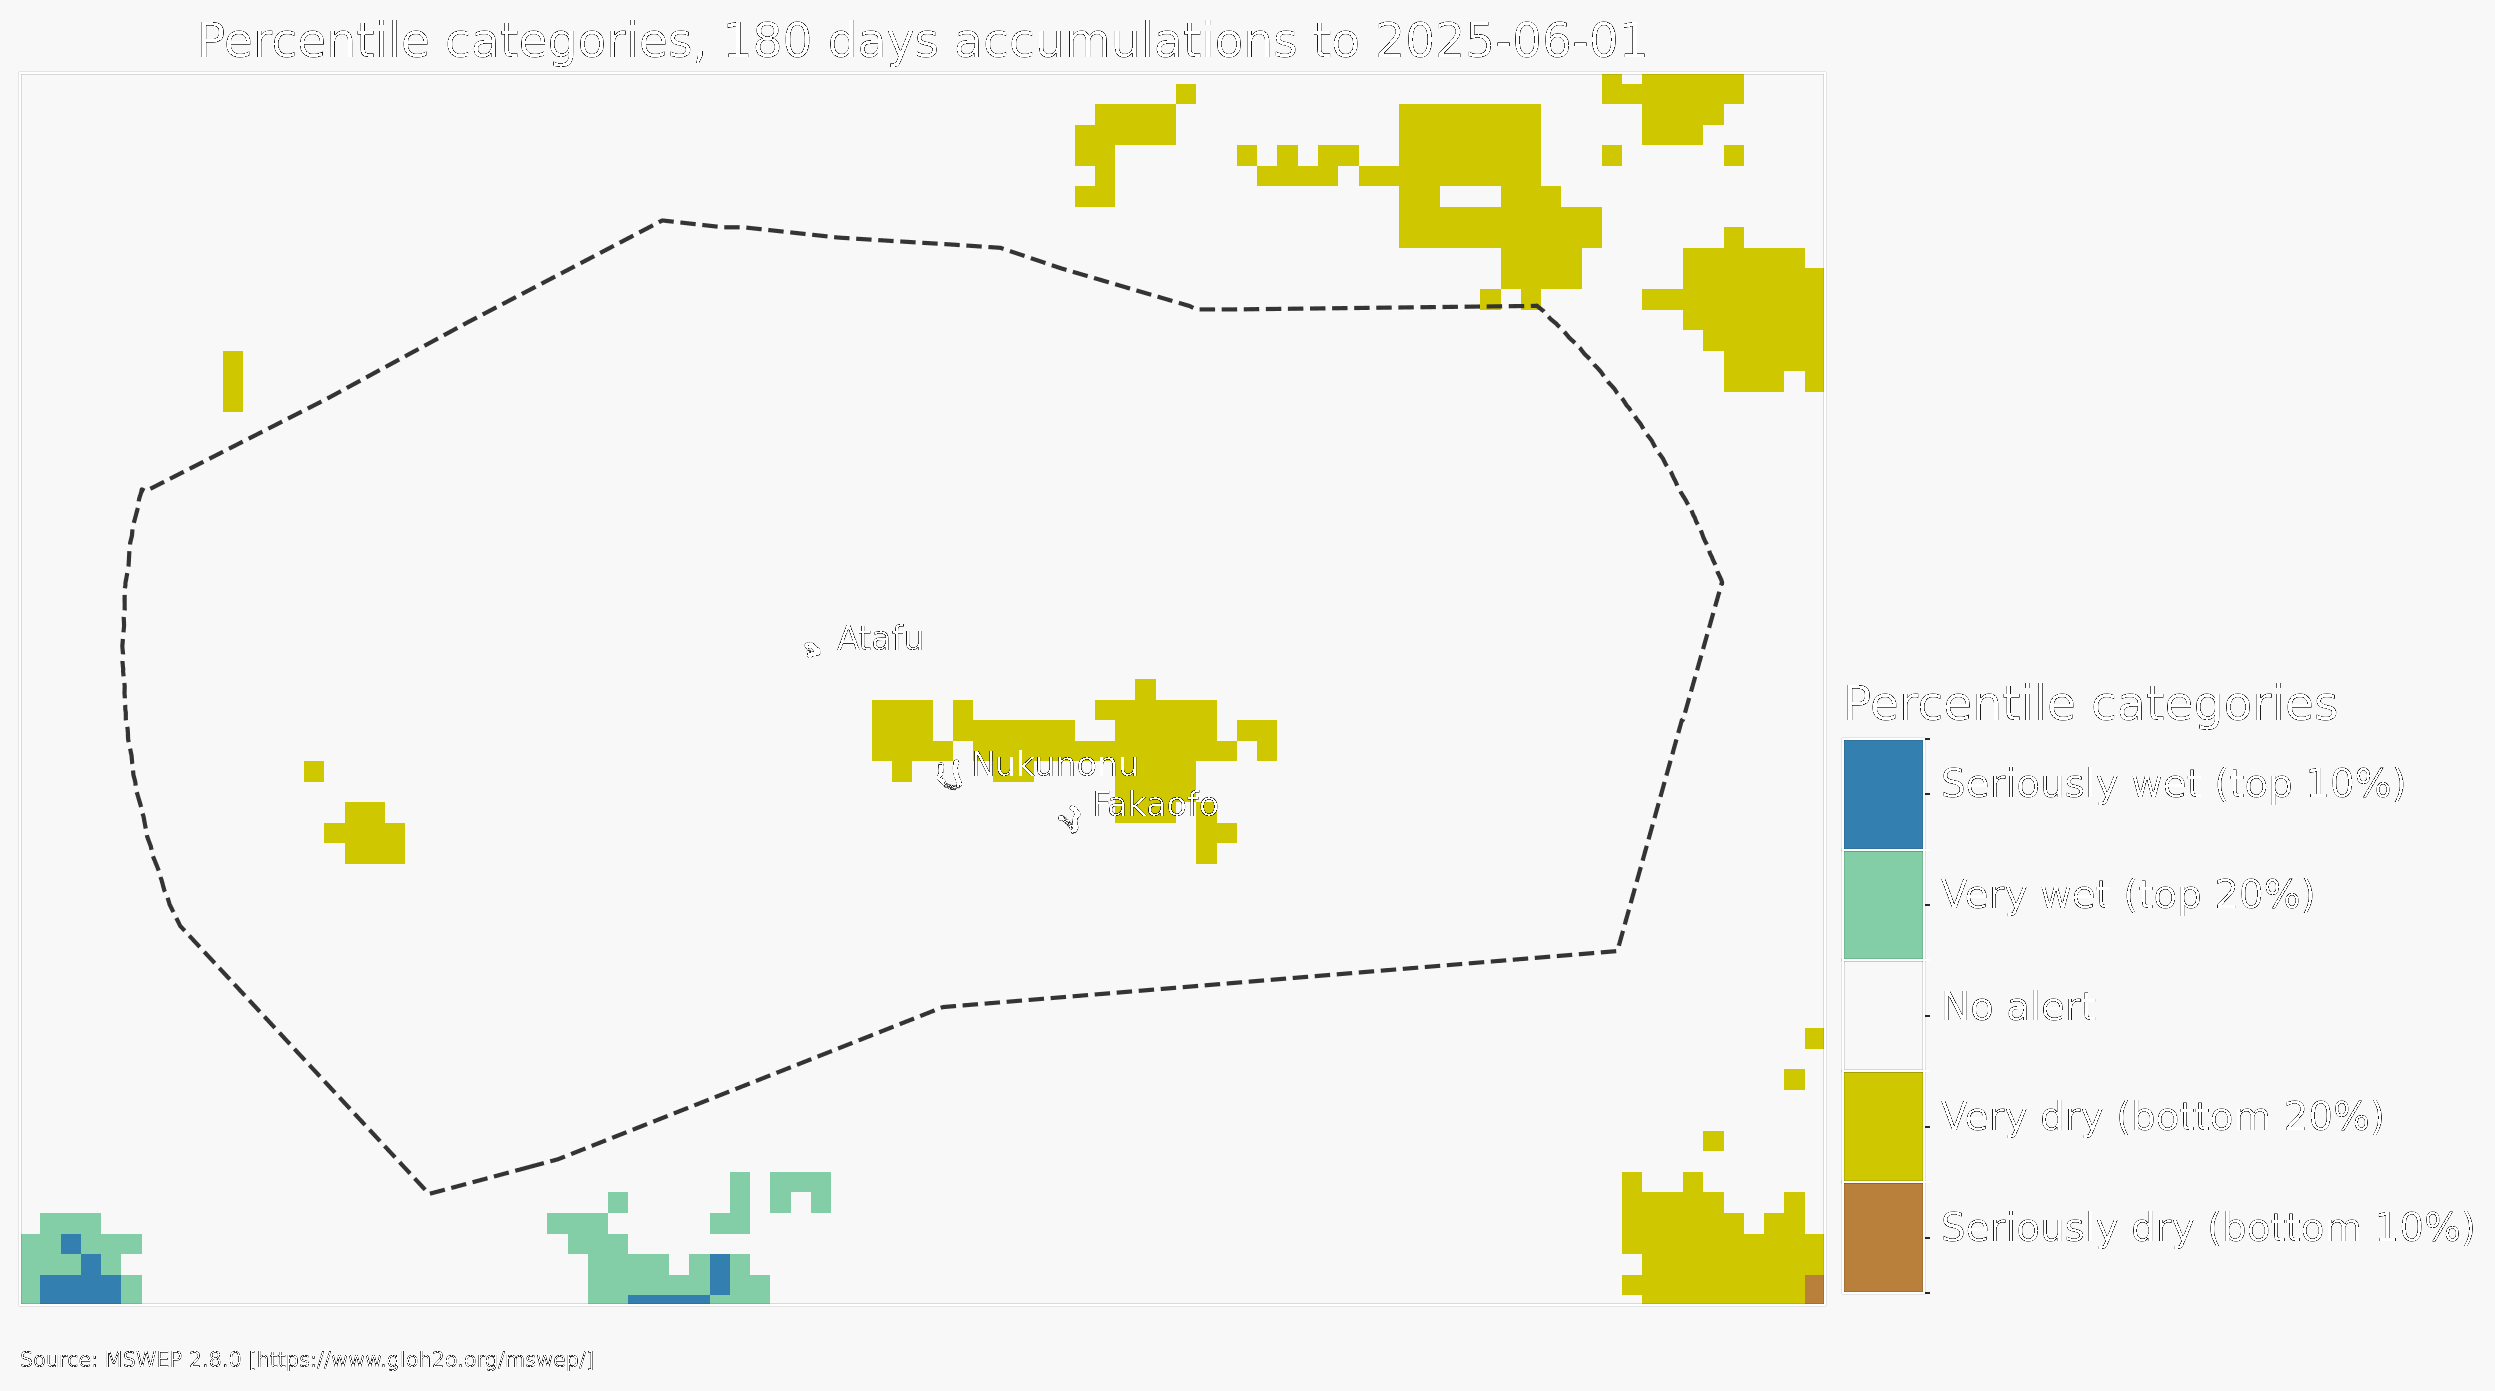 Percentile categories, 180 days accumulations to 2025-06-01
Atafu
Nukunonu
Fakaofo
Percentile categories
Seriously wet (top 10%)
Very wet (top 20%)
No alert
Very dry (bottom 20%)
Seriously dry (bottom 10%)
Source: MSWEP 2.8.0 [https://www.gloh2o.org/mswep/]